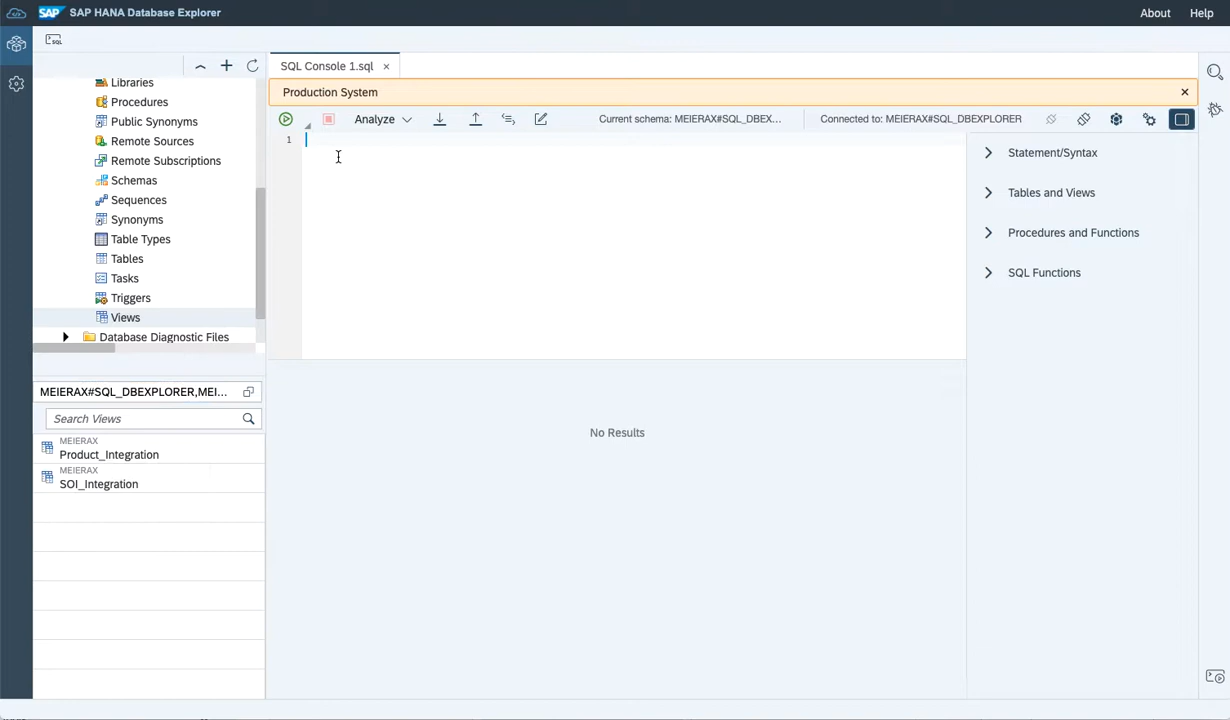 SAP SAP HANA Database Explorer
About
Help
SQL
SQL Console 1.sql ×
Production System ×
Analyze
Current schema: MEIERAX#SQL_DBEX...
Connected to: MEIERAX#SQL_DBEXPLORER
Libraries
Procedures
Public Synonyms
Remote Sources
Remote Subscriptions
Schemas
Sequences
Synonyms
Table Types
Tables
Tasks
Triggers
Views
Database Diagnostic Files
MEIERAX#SQL_DBEXPLORER,MEI...
Search Views
MEIERAX
Product_Integration
MEIERAX
SOI_Integration
1
No Results
Statement/Syntax
Tables and Views
Procedures and Functions
SQL Functions